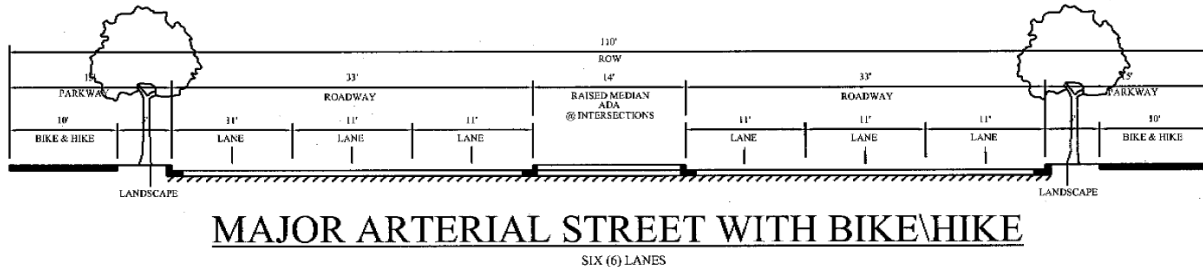 110'
ROW
15' 33' 14' 33' 15'
PARKWAY ROADWAY RAISED MEDIAN ROADWAY PARKWAY
ADA
@ INTERSECTIONS
10' 11' 11' 11' 11' 11' 11' 10'
BIKE & HIKE LANE LANE LANE LANE LANE LANE BIKE & HIKE
LANDSCAPE LANDSCAPE
MAJOR ARTERIAL STREET WITH BIKE\HIKE
SIX (6) LANES